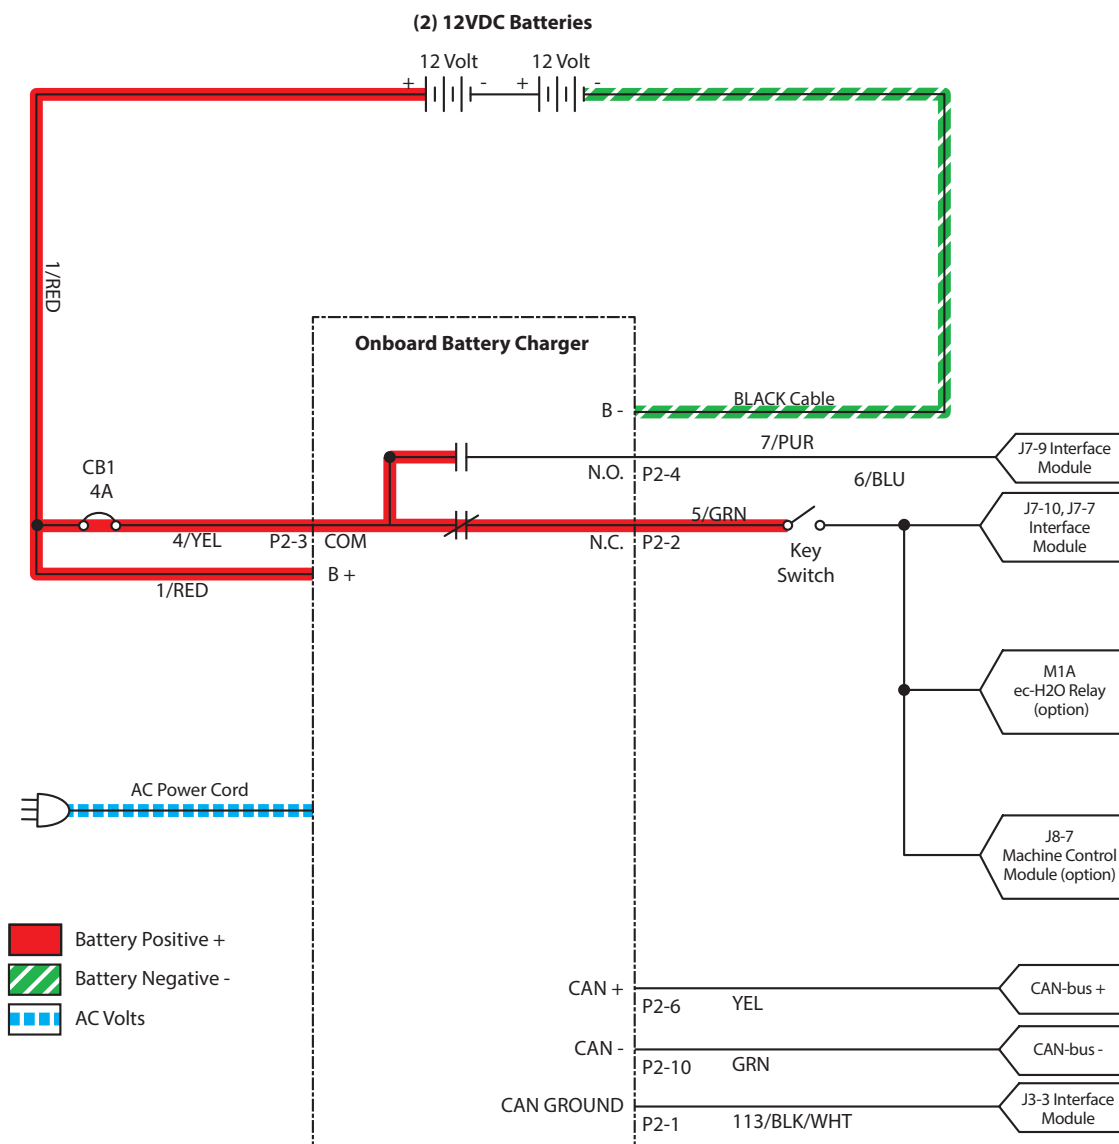 (2) 12VDC Batteries
12 Volt
12 Volt
+
-
+
-
1/RED
Onboard Battery Charger
B -
BLACK Cable
7/PUR
J7-9 Interface
Module
CB1
4A
N.O.
P2-4
6/BLU
J7-10, J7-7
Interface
Module
5/GRN
4/YEL
P2-3
COM
N.C.
P2-2
Key
Switch
B +
1/RED
M1A
ec-H2O Relay
(option)
AC Power Cord
J8-7
Machine Control
Module (option)
Battery Positive +
Battery Negative -
AC Volts
CAN +
P2-6
YEL
CAN-bus +
CAN -
P2-10
GRN
CAN-bus -
CAN GROUND
P2-1
113/BLK/WHT
J3-3 Interface
Module